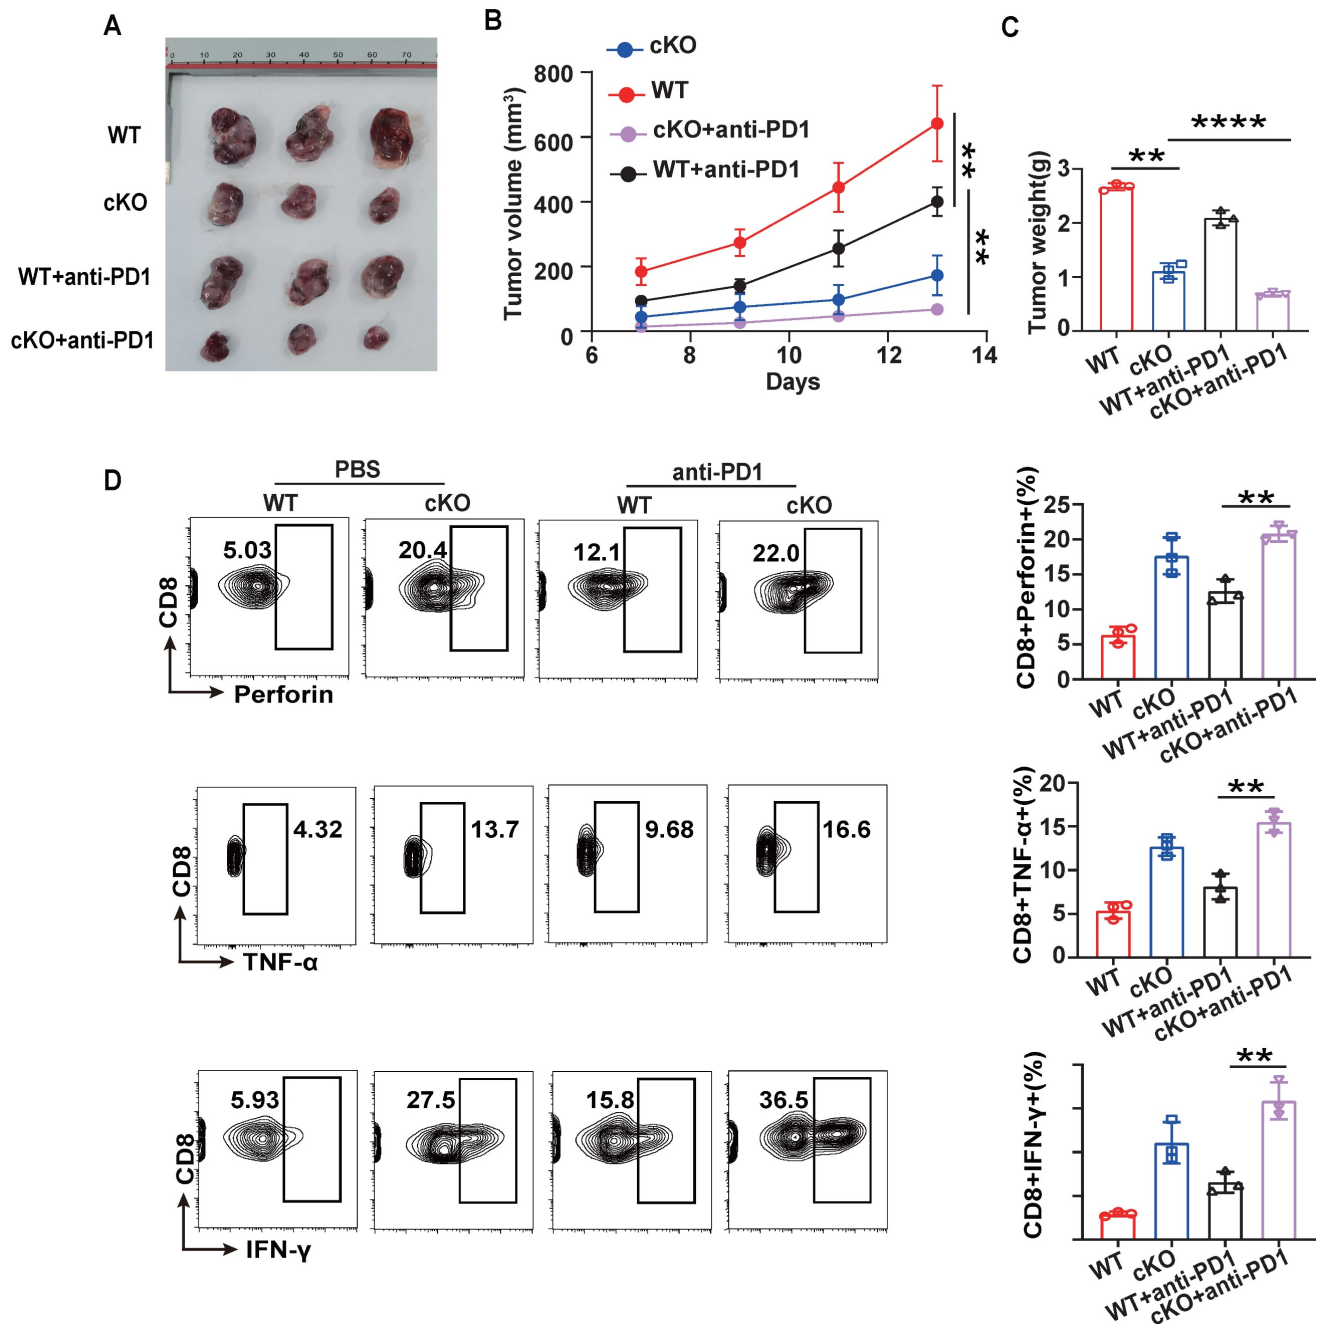 A
0 10 20 30 40 50 60 70
WT
cKO
WT+anti-PD1
cKO+anti-PD1
B
cKO
WT
cKO+anti-PD1
WT+anti-PD1
Tumor volume (mm³)
800
600
400
200
0
6 8 10 12 14
Days
**
**
C
****
**
Tumor weight(g)
3
2
1
0
WT
cKO
WT+anti-PD1
cKO+anti-PD1
D
PBS
anti-PD1
WT
cKO
WT
cKO
5.03
20.4
12.1
22.0
CD8
Perforin
CD8+Perforin+(%)
25
20
15
10
5
0
**
WT
cKO
WT+anti-PD1
cKO+anti-PD1
4.32
13.7
9.68
16.6
CD8
TNF-α
CD8+TNF-α+(%)
20
15
10
5
0
**
WT
cKO
WT+anti-PD1
cKO+anti-PD1
5.93
27.5
15.8
36.5
CD8
IFN-γ
CD8+IFN-γ+(%)
**
WT
cKO
WT+anti-PD1
cKO+anti-PD1